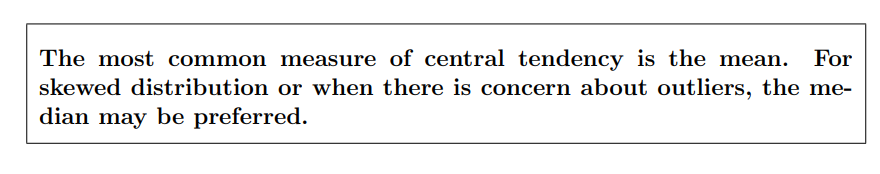 The most common measure of central tendency is the mean. For
skewed distribution or when there is concern about outliers, the me-
dian may be preferred.